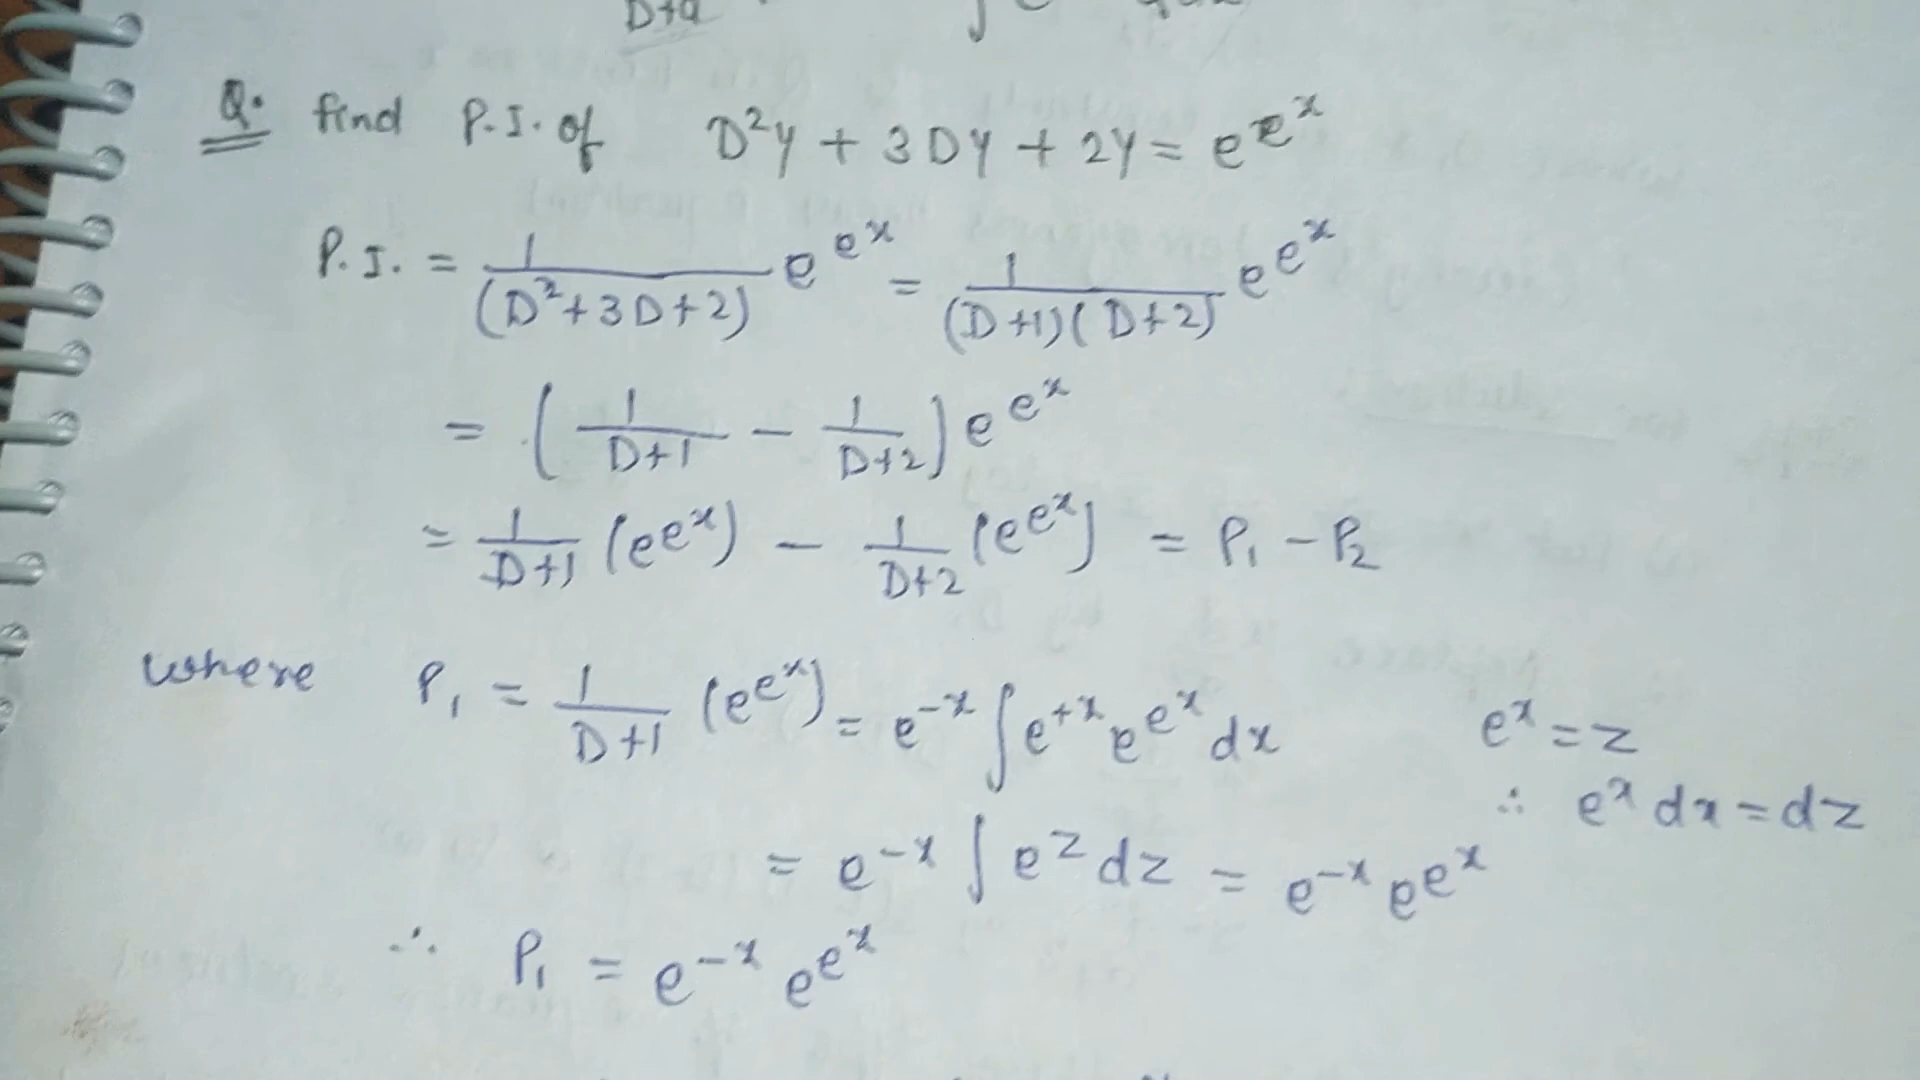 D+a
Q. find P.I. of D²y + 3Dy + 2y = e^{e^x}
P.I. = 1/(D²+3D+2) e^{e^x} = 1/((D+1)(D+2)) e^{e^x}
= (1/(D+1) - 1/(D+2)) e^{e^x}
= 1/(D+1) (e^{e^x}) - 1/(D+2) (e^{e^x}) = P₁ - P₂
where P₁ = 1/(D+1) (e^{e^x}) = e^{-x} ∫ e^{+x} e^{e^x} dx e^x = z
∴ e^x dx = dz
= e^{-x} ∫ e^z dz = e^{-x} e^{e^x}
∴ P₁ = e^{-x} e^{e^x}